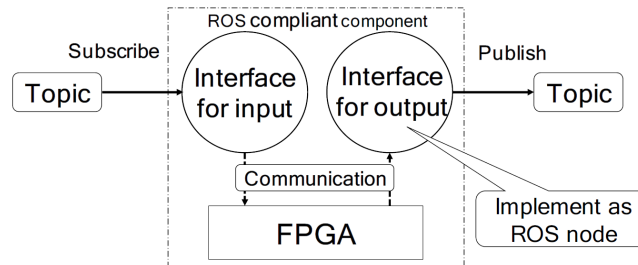 ROS compliant component
Subscribe
Publish
Topic
Interface
for input
Interface
for output
Topic
Communication
FPGA
Implement as
ROS node